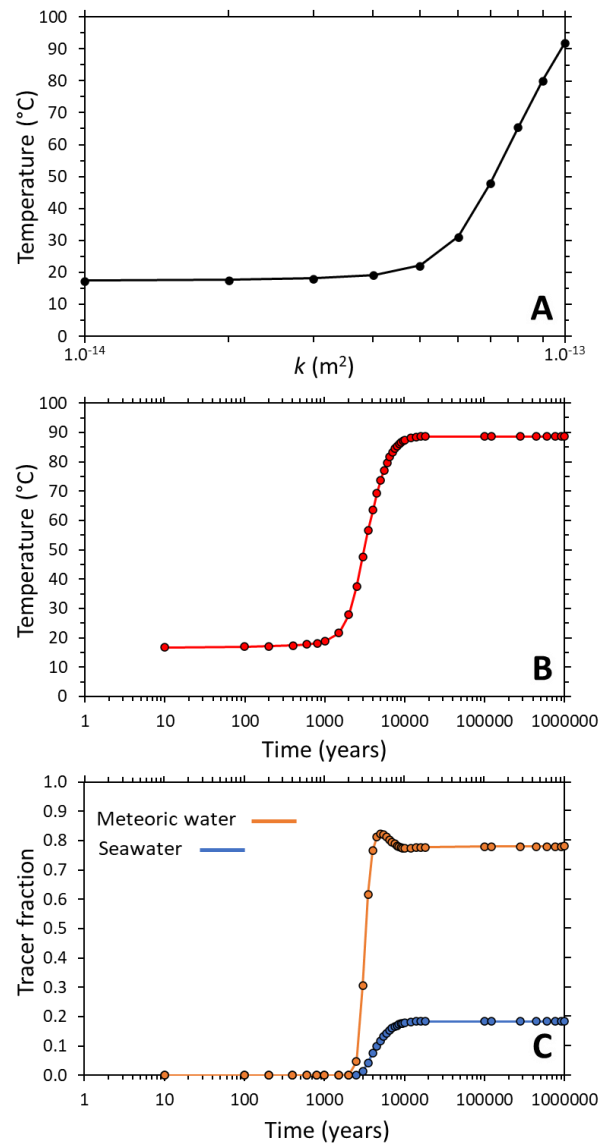 100
90
80
70
60
50
40
30
20
10
0
Temperature (°C)
A
1.0⁻¹⁴
1.0⁻¹³
k (m²)
100
90
80
70
60
50
40
30
20
10
0
Temperature (°C)
B
1 10 100 1000 10000 100000 1000000
Time (years)
1.0
0.9
0.8
0.7
0.6
0.5
0.4
0.3
0.2
0.1
0.0
Tracer fraction
Meteoric water
Seawater
C
1 10 100 1000 10000 100000 1000000
Time (years)